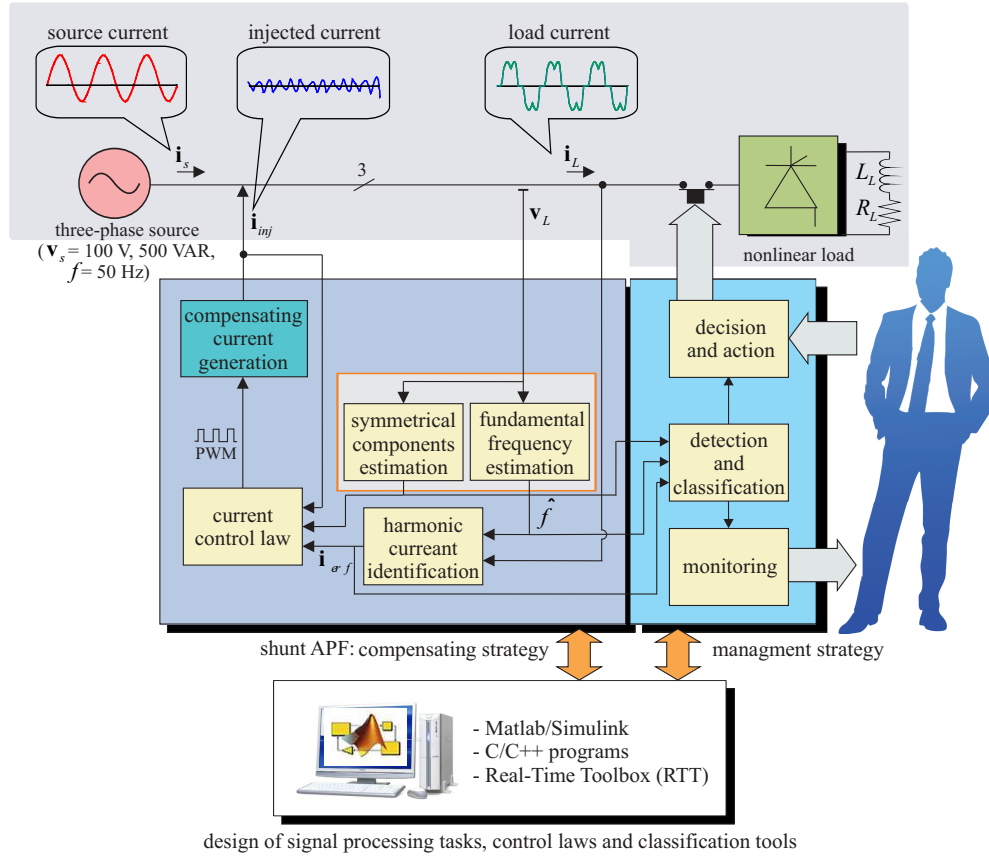 source current
injected current
load current
i_s
i_L
3
v_L
i_inj
L_L
R_L
three-phase source
(v_s = 100 V, 500 VAR,
f = 50 Hz)
nonlinear load
compensating
current
generation
decision
and action
symmetrical
components
estimation
fundamental
frequency
estimation
detection
and
classification
PWM
current
control law
harmonic
curreant
identification
f̂
i
monitoring
shunt APF: compensating strategy
managment strategy
- Matlab/Simulink
- C/C++ programs
- Real-Time Toolbox (RTT)
design of signal processing tasks, control laws and classification tools